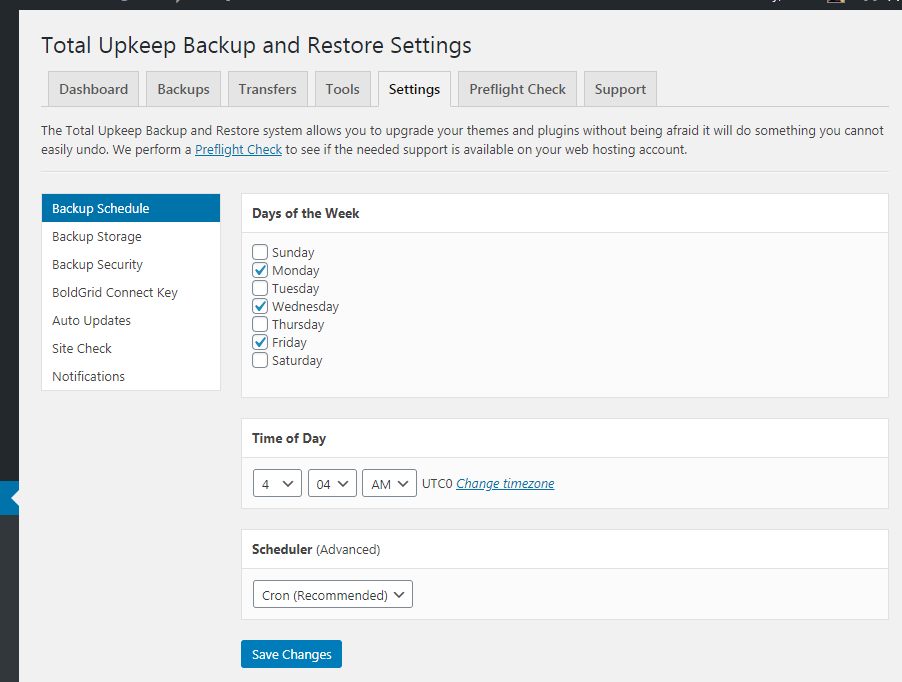 Total Upkeep Backup and Restore Settings
Dashboard Backups Transfers Tools Settings Preflight Check Support
The Total Upkeep Backup and Restore system allows you to upgrade your themes and plugins without being afraid it will do something you cannot
easily undo. We perform a Preflight Check to see if the needed support is available on your web hosting account.
Backup Schedule
Backup Storage
Backup Security
BoldGrid Connect Key
Auto Updates
Site Check
Notifications
Days of the Week
Sunday
Monday
Tuesday
Wednesday
Thursday
Friday
Saturday
Time of Day
4 04 AM UTC0 Change timezone
Scheduler (Advanced)
Cron (Recommended)
Save Changes